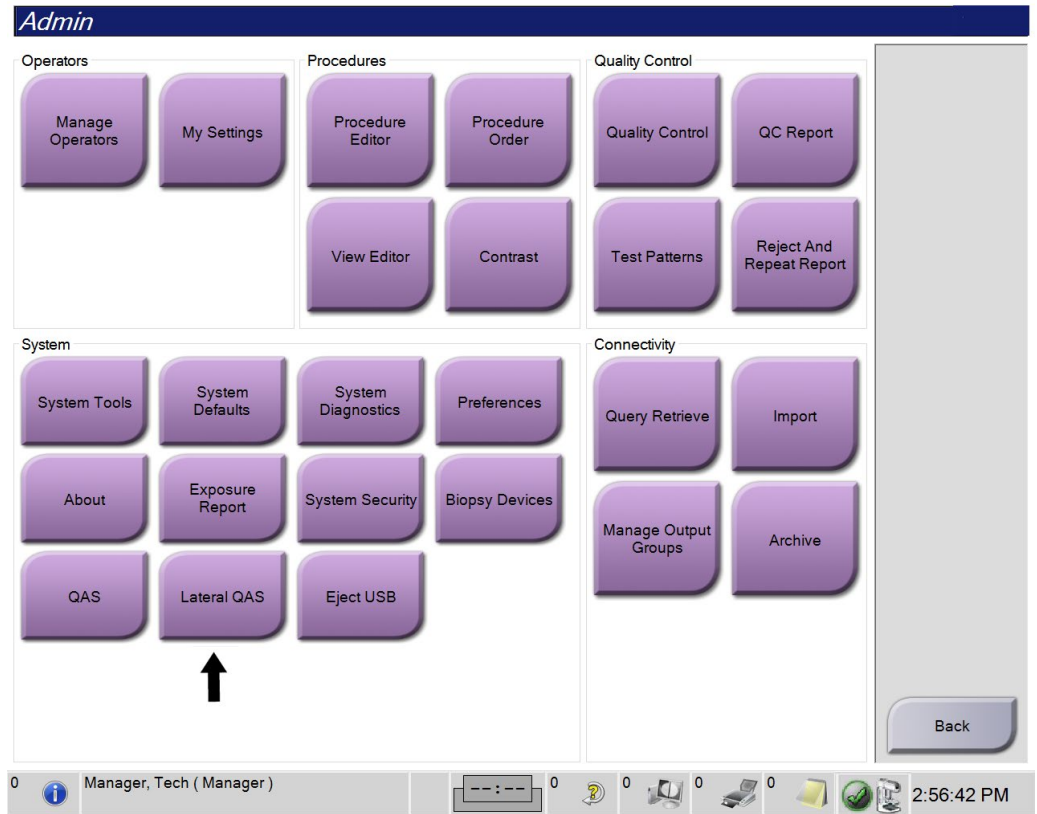 Admin
Operators
Manage
Operators
My Settings
Procedures
Procedure
Editor
Procedure
Order
View Editor
Contrast
Quality Control
Quality Control
QC Report
Test Patterns
Reject And
Repeat Report
System
System Tools
System
Defaults
System
Diagnostics
Preferences
About
Exposure
Report
System Security
Biopsy Devices
QAS
Lateral QAS
Eject USB
Connectivity
Query Retrieve
Import
Manage Output
Groups
Archive
Back
0
Manager, Tech ( Manager )
--:--
0
0
0
0
2:56:42 PM